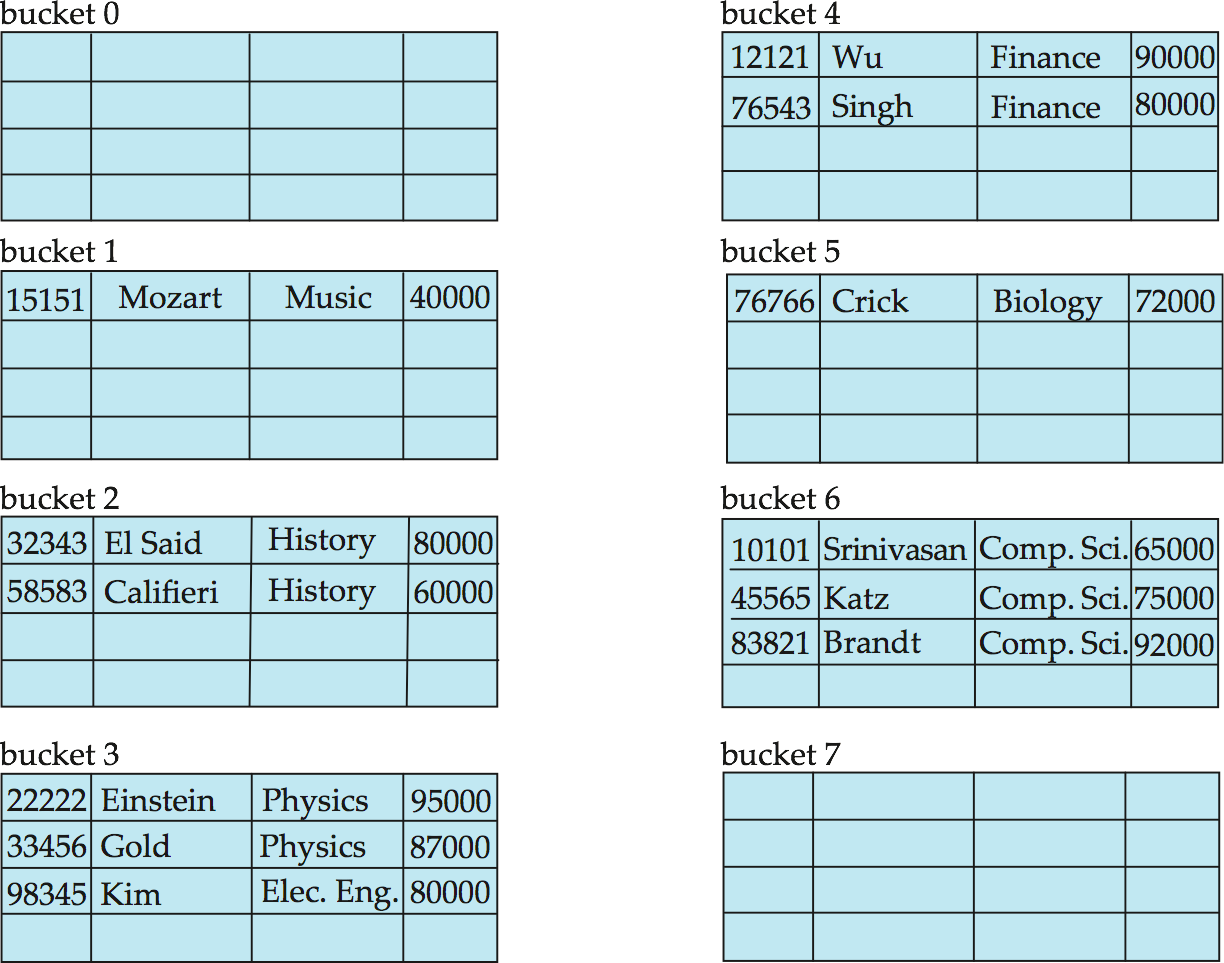 bucket 0
bucket 1
15151 Mozart Music 40000
bucket 2
32343 El Said History 80000
58583 Califieri History 60000
bucket 3
22222 Einstein Physics 95000
33456 Gold Physics 87000
98345 Kim Elec. Eng. 80000
bucket 4
12121 Wu Finance 90000
76543 Singh Finance 80000
bucket 5
76766 Crick Biology 72000
bucket 6
10101 Srinivasan Comp. Sci. 65000
45565 Katz Comp. Sci. 75000
83821 Brandt Comp. Sci. 92000
bucket 7